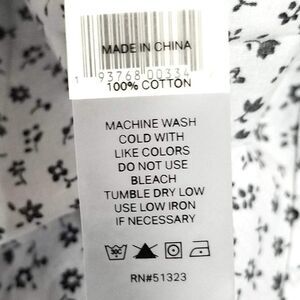 MADE IN CHINA
1 93768 00334
100% COTTON
MACHINE WASH
COLD WITH
LIKE COLORS
DO NOT USE
BLEACH
TUMBLE DRY LOW
USE LOW IRON
IF NECESSARY
RN#51323